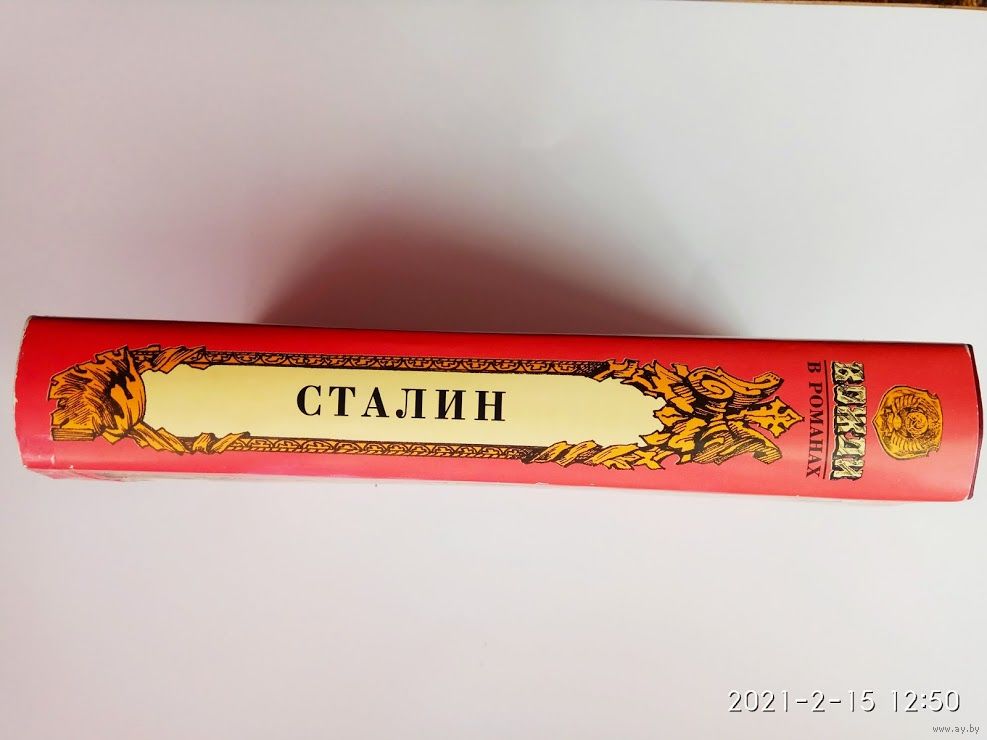 СТАЛИН
ВОЖДИ
В РОМАНАХ
2021-2-15 12:50
www.ay.by